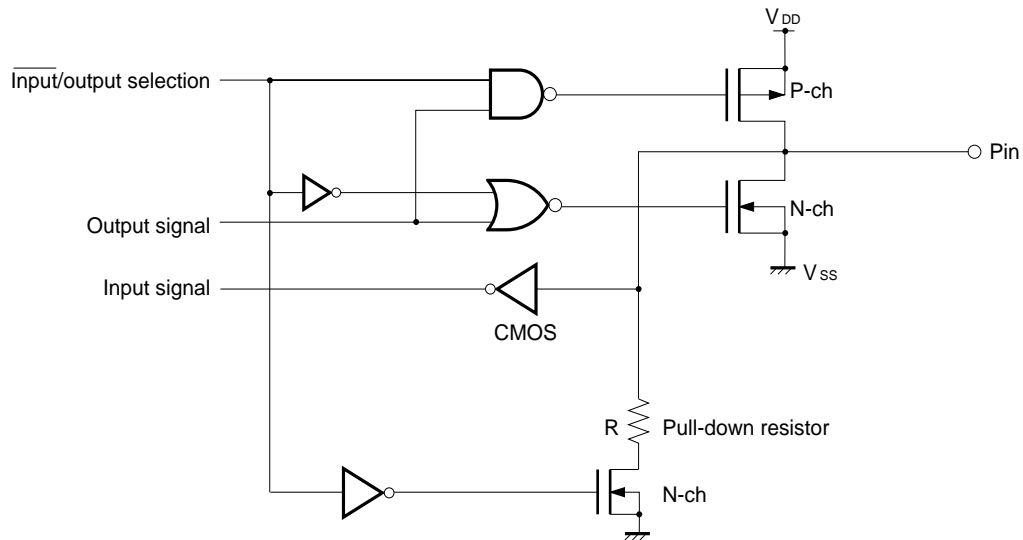 VDD
Input/output selection
P-ch
Pin
N-ch
Output signal
VSS
Input signal
CMOS
R Pull-down resistor
N-ch